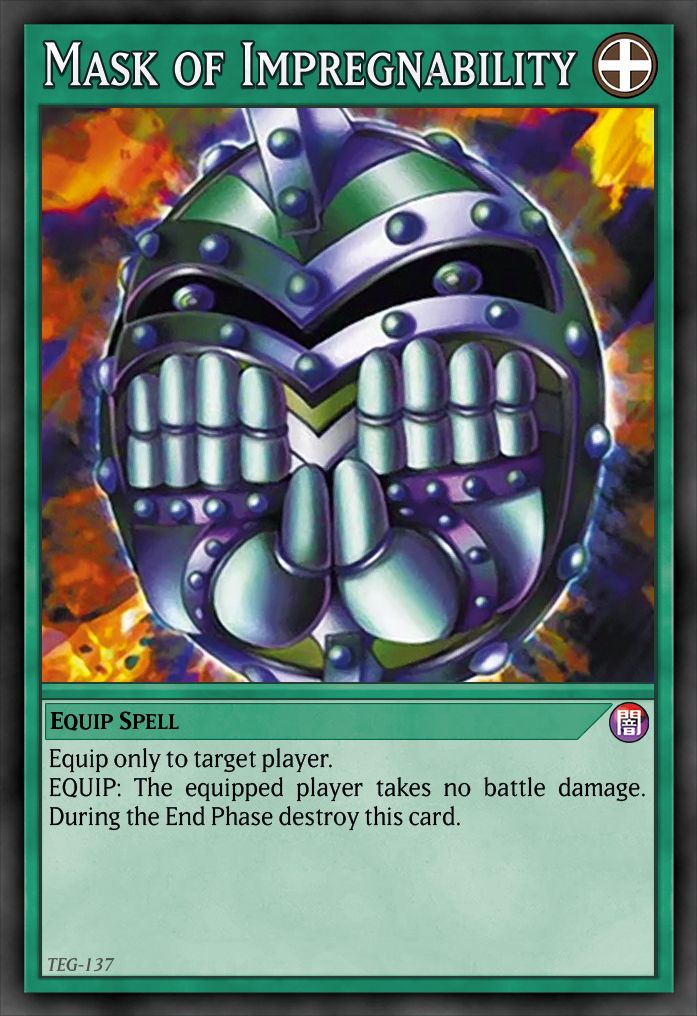 Mask of Impregnability
Equip Spell
闇
Equip only to target player.
EQUIP: The equipped player takes no battle damage.
During the End Phase destroy this card.
TEG-137